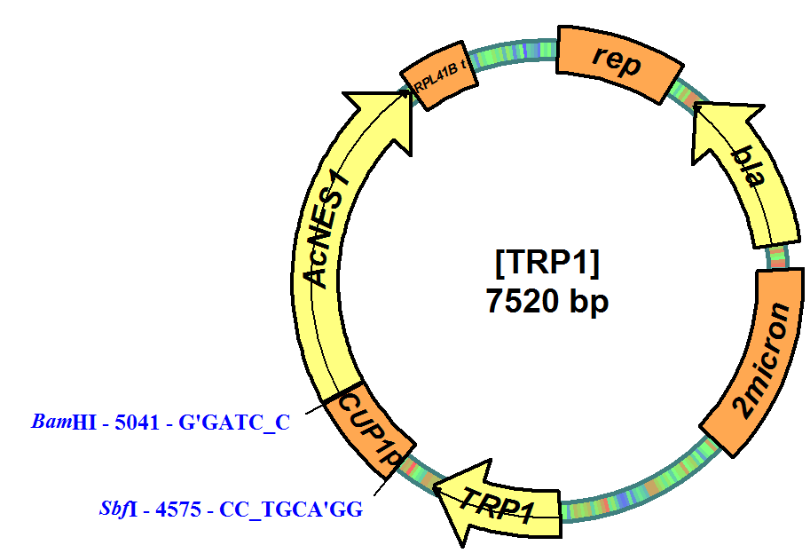 RPL41B t
rep
bla
AcNES1
[TRP1]
7520 bp
2micron
CUP1p
BamHI - 5041 - G'GATC_C
TRP1
SbfI - 4575 - CC_TGCA'GG